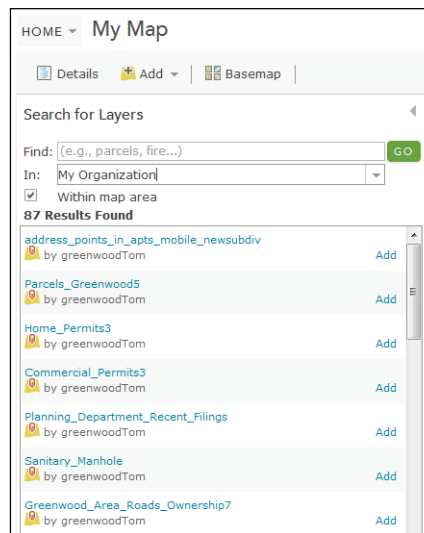 HOME My Map
Details Add Basemap
Search for Layers
Find: (e.g., parcels, fire...) GO
In: My Organization
Within map area
87 Results Found
address_points_in_apts_mobile_newsubdiv
by greenwoodTom Add
Parcels_Greenwood5
by greenwoodTom Add
Home_Permits3
by greenwoodTom Add
Commercial_Permits3
by greenwoodTom Add
Planning_Department_Recent_Filings
by greenwoodTom Add
Sanitary_Manhole
by greenwoodTom Add
Greenwood_Area_Roads_Ownership7
by greenwoodTom Add